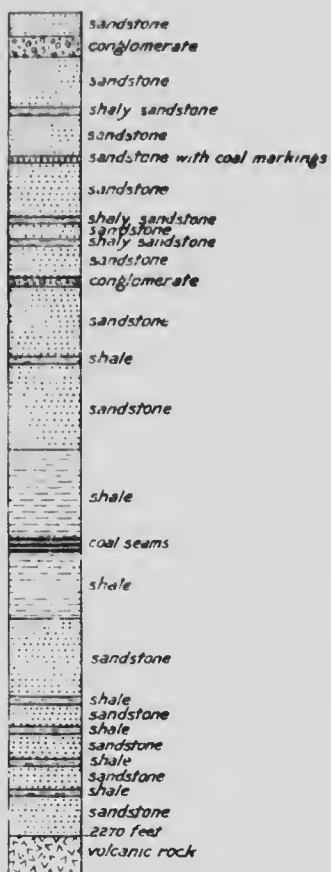 sandstone
conglomerate
sandstone
shaly sandstone
sandstone
sandstone with coal markings
sandstone
shaly sandstone
sandstone
shaly sandstone
sandstone
conglomerate
sandstone
shale
sandstone
shale
coal seams
shale
sandstone
shale
sandstone
shale
sandstone
shale
sandstone
shale
sandstone
2270 feet
volcanic rock